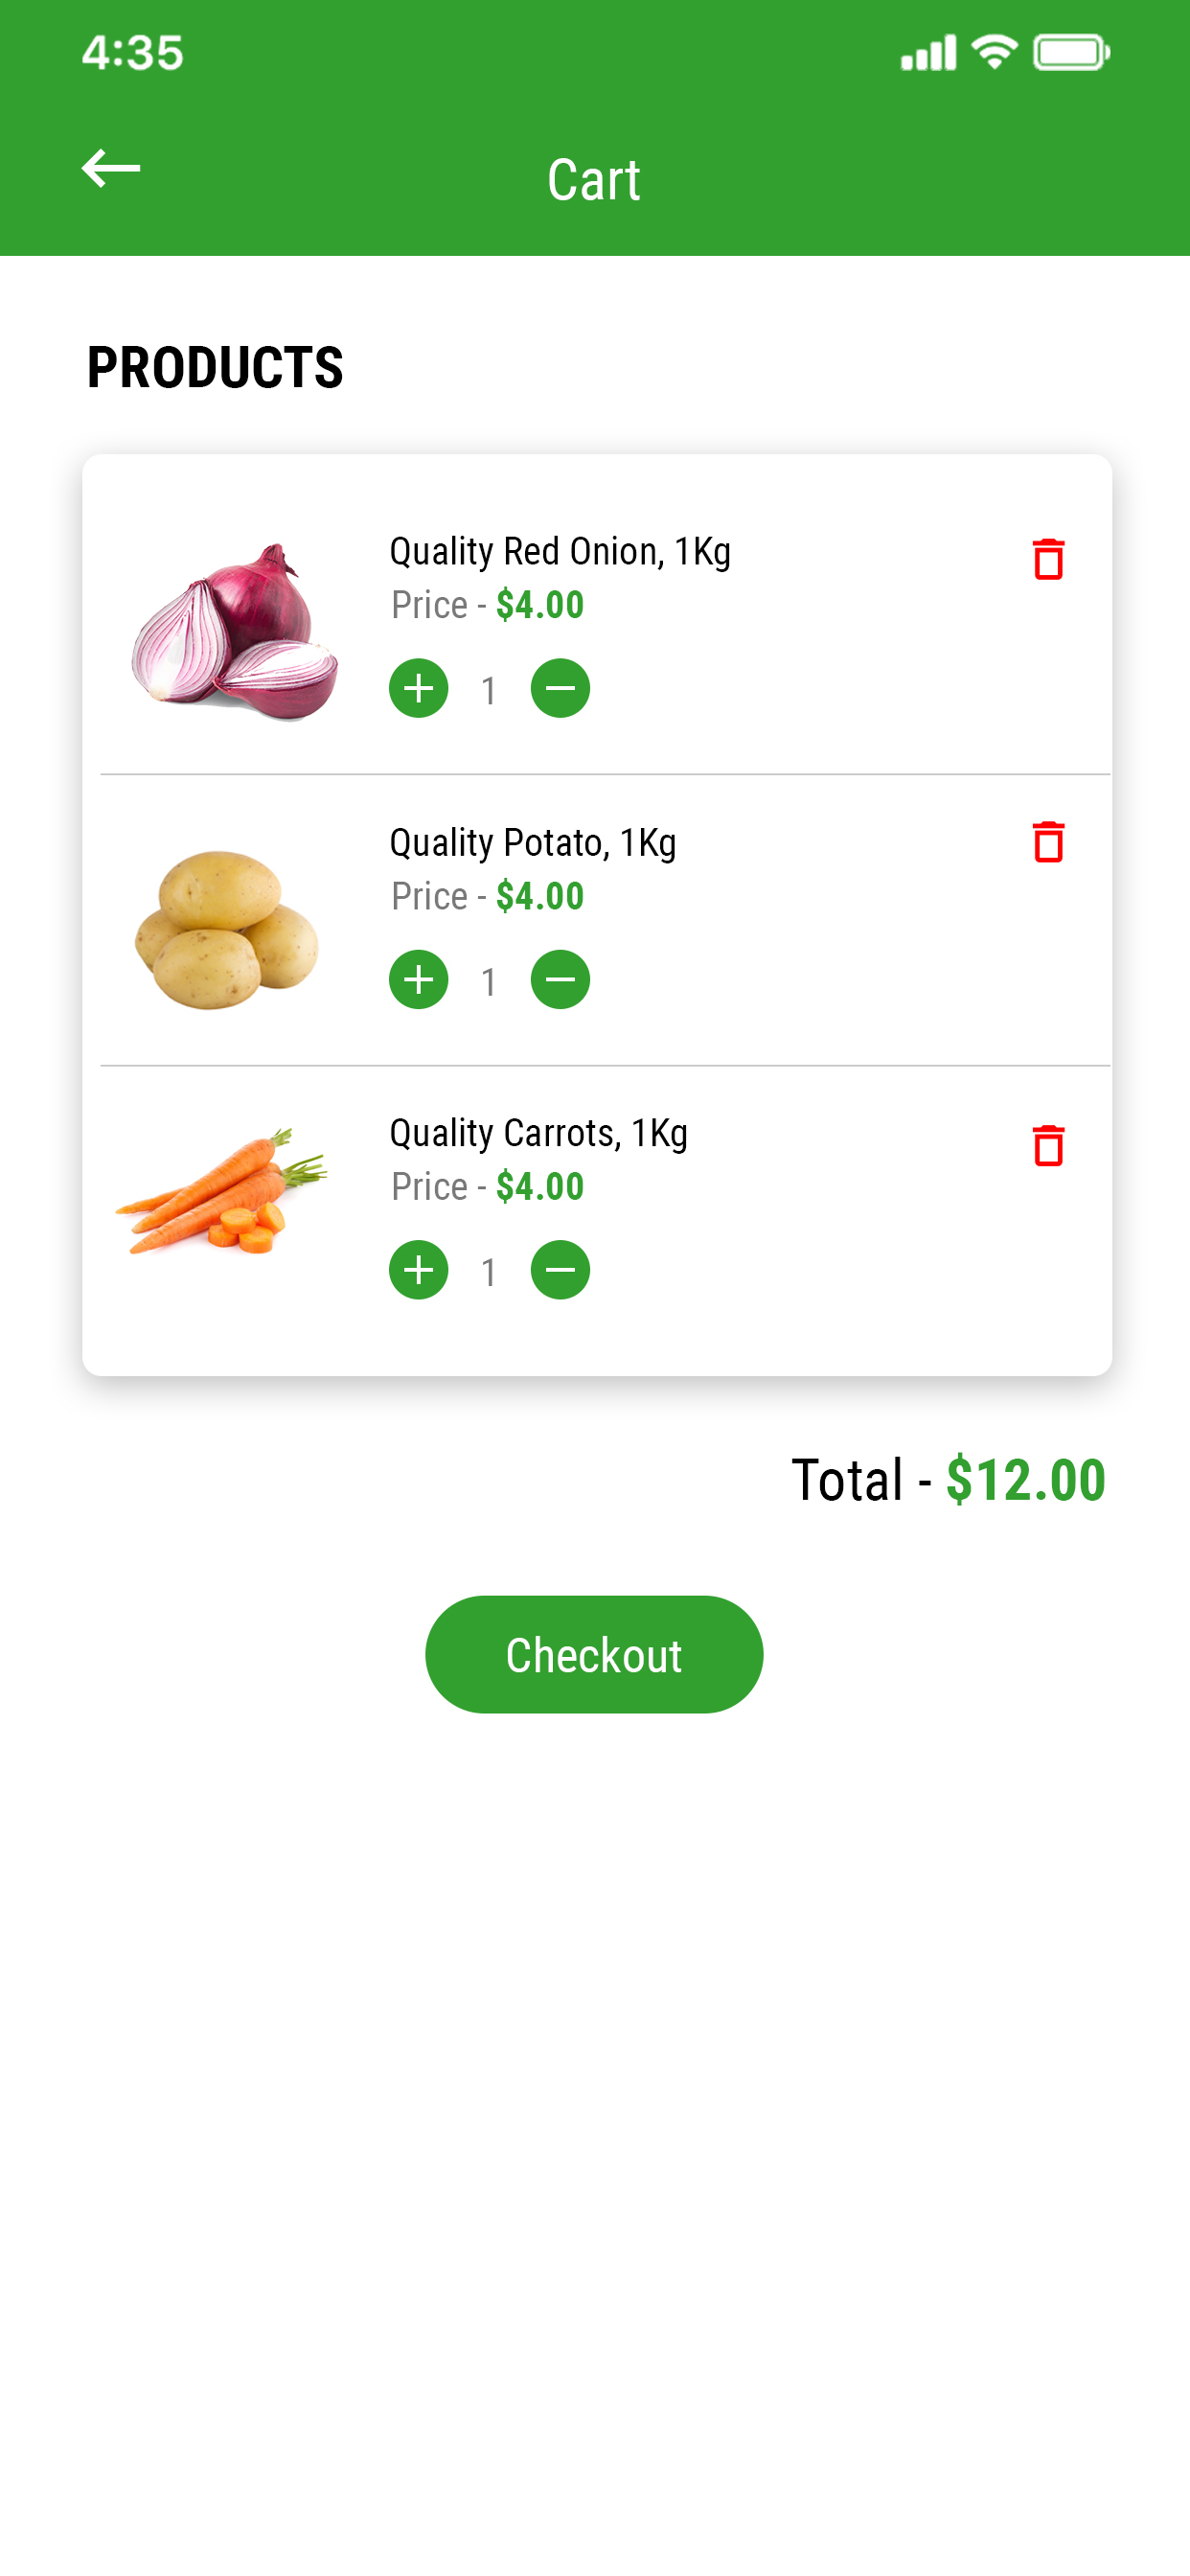 4:35
Cart
PRODUCTS
Quality Red Onion, 1Kg
Price - $4.00
1
Quality Potato, 1Kg
Price - $4.00
1
Quality Carrots, 1Kg
Price - $4.00
1
Total - $12.00
Checkout